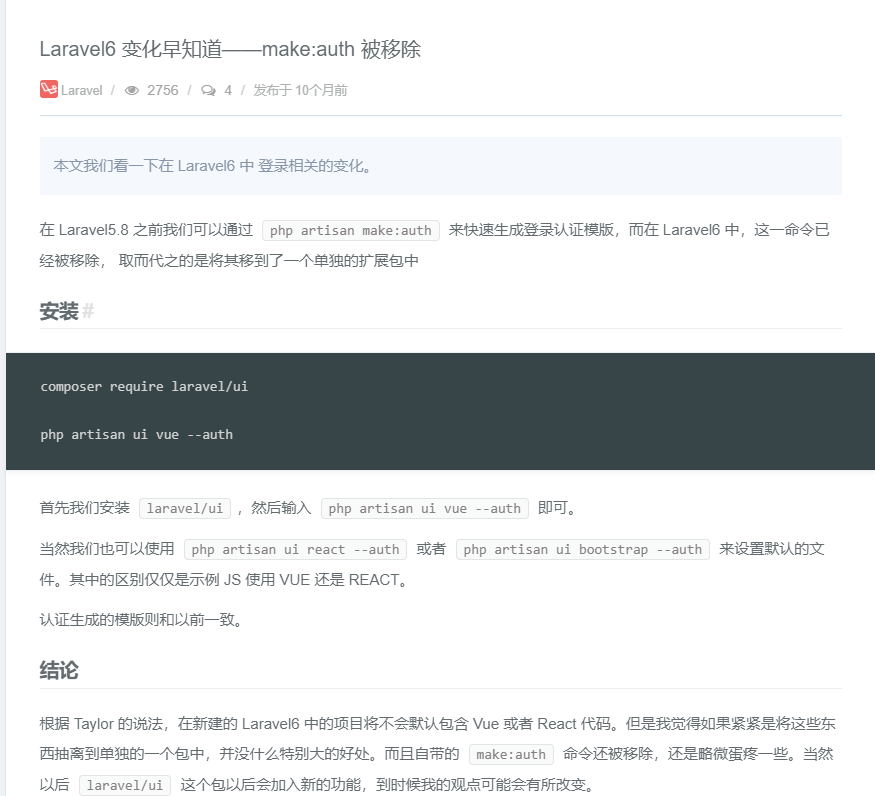 Laravel6 变化早知道——make:auth 被移除
Laravel / 2756 / 4 / 发布于 10个月前
本文我们看一下在 Laravel6 中 登录相关的变化。
在 Laravel5.8 之前我们可以通过 php artisan make:auth 来快速生成登录认证模版，而在 Laravel6 中，这一命令已
经被移除， 取而代之的是将其移到了一个单独的扩展包中
安装 #
composer require laravel/ui
php artisan ui vue --auth
首先我们安装 laravel/ui ，然后输入 php artisan ui vue --auth 即可。
当然我们也可以使用 php artisan ui react --auth 或者 php artisan ui bootstrap --auth 来设置默认的文
件。其中的区别仅仅是示例 JS 使用 VUE 还是 REACT。
认证生成的模版则和以前一致。
结论
根据 Taylor 的说法，在新建的 Laravel6 中的项目将不会默认包含 Vue 或者 React 代码。但是我觉得如果紧紧是将这些东
西抽离到单独的一个包中，并没什么特别大的好处。而且自带的 make:auth 命令还被移除，还是略微蛋疼一些。当然
以后 laravel/ui 这个包以后会加入新的功能，到时候我的观点可能会有所改变。